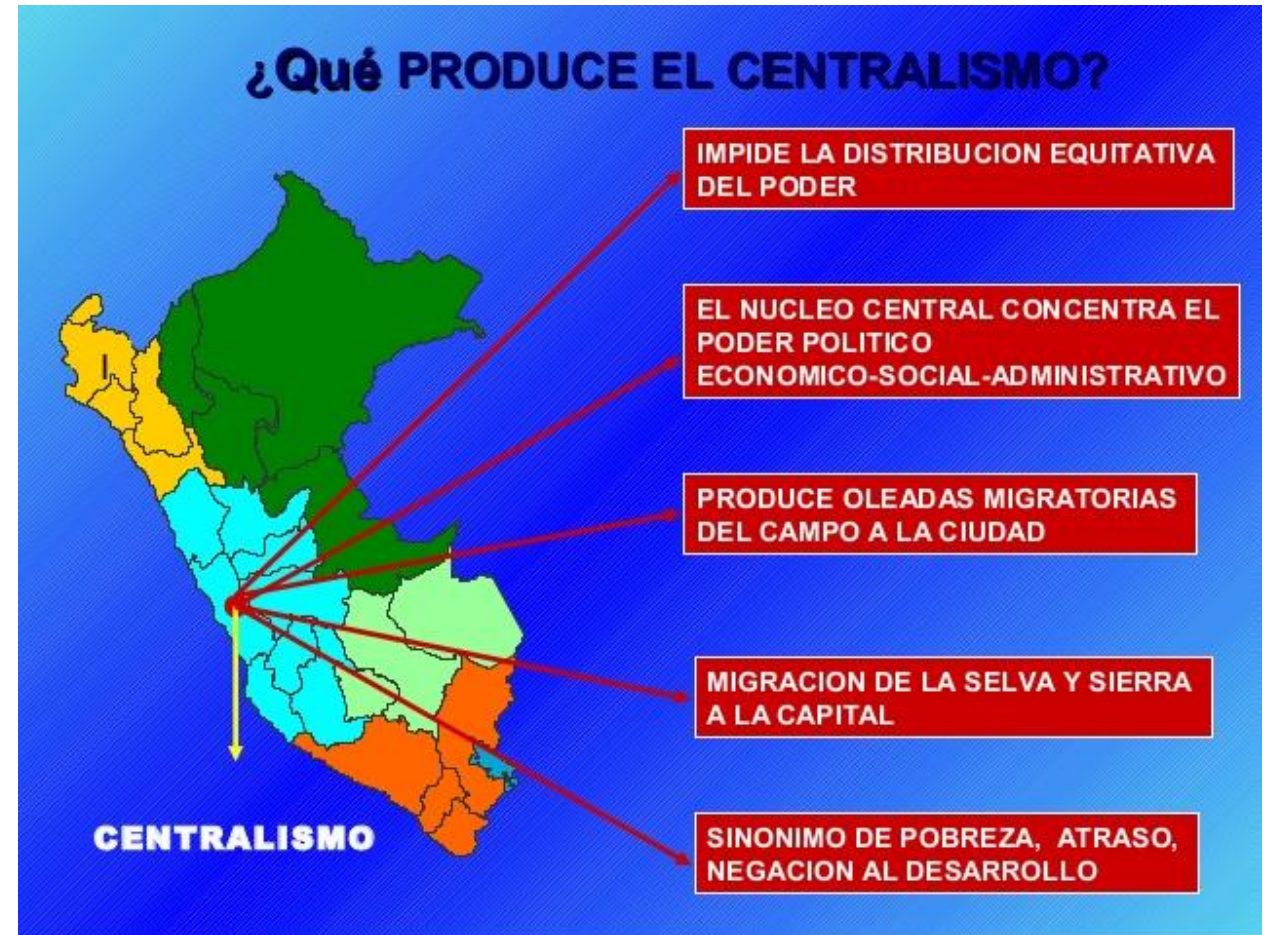 ¿Qué PRODUCE EL CENTRALISMO?
IMPIDE LA DISTRIBUCION EQUITATIVA
DEL PODER
EL NUCLEO CENTRAL CONCENTRA EL
PODER POLITICO
ECONOMICO-SOCIAL-ADMINISTRATIVO
I
PRODUCE OLEADAS MIGRATORIAS
DEL CAMPO A LA CIUDAD
MIGRACION DE LA SELVA Y SIERRA
A LA CAPITAL
CENTRALISMO
SINONIMO DE POBREZA, ATRASO,
NEGACION AL DESARROLLO